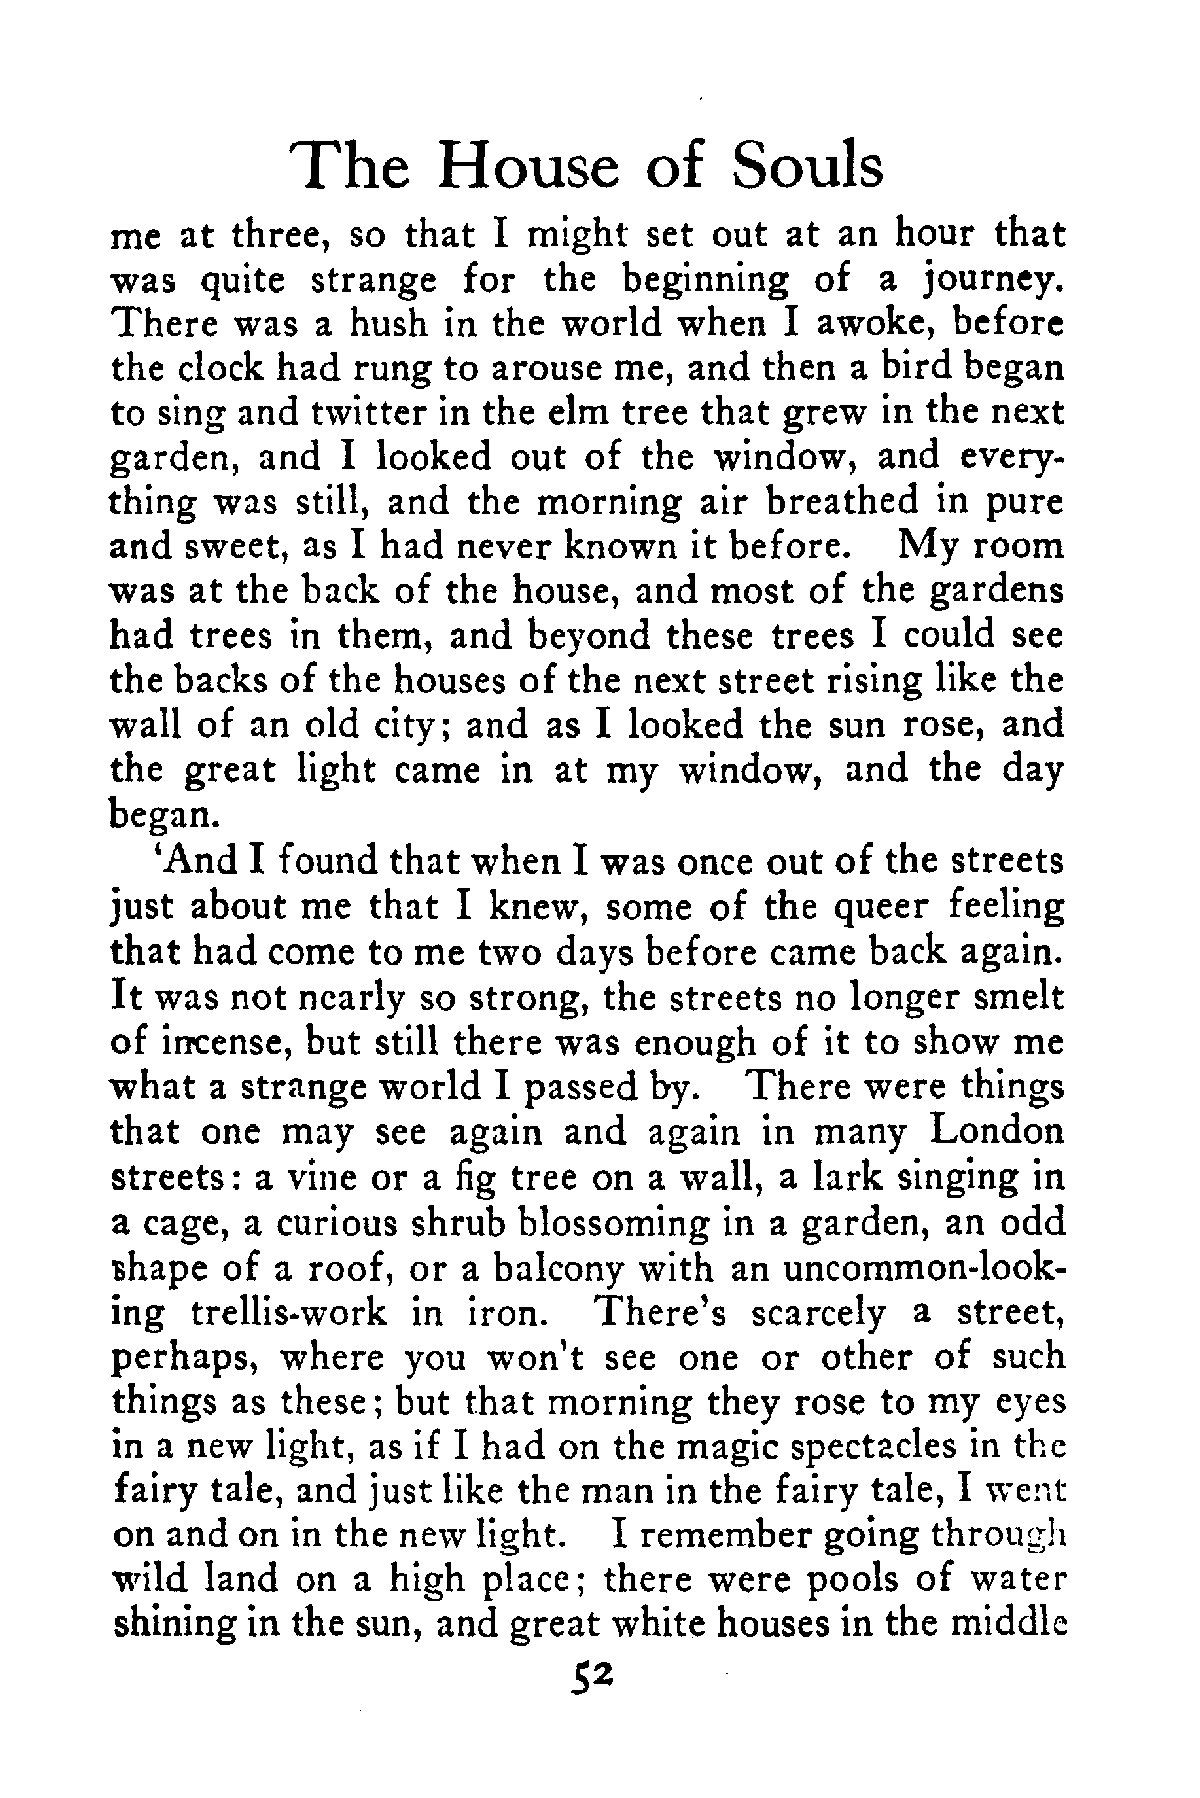 The House of Souls
me at three, so that I might set out at an hour that
was quite strange for the beginning of a journey.
There was a hush in the world when I awoke, before
the clock had rung to arouse me, and then a bird began
to sing and twitter in the elm tree that grew in the next
garden, and I looked out of the window, and every-
thing was still, and the morning air breathed in pure
and sweet, as I had never known it before. My room
was at the back of the house, and most of the gardens
had trees in them, and beyond these trees I could see
the backs of the houses of the next street rising like the
wall of an old city; and as I looked the sun rose, and
the great light came in at my window, and the day
began.
'And I found that when I was once out of the streets
just about me that I knew, some of the queer feeling
that had come to me two days before came back again.
It was not nearly so strong, the streets no longer smelt
of incense, but still there was enough of it to show me
what a strange world I passed by. There were things
that one may see again and again in many London
streets: a vine or a fig tree on a wall, a lark singing in
a cage, a curious shrub blossoming in a garden, an odd
shape of a roof, or a balcony with an uncommon-look-
ing trellis-work in iron. There's scarcely a street,
perhaps, where you won't see one or other of such
things as these; but that morning they rose to my eyes
in a new light, as if I had on the magic spectacles in the
fairy tale, and just like the man in the fairy tale, I went
on and on in the new light. I remember going through
wild land on a high place; there were pools of water
shining in the sun, and great white houses in the middle
52